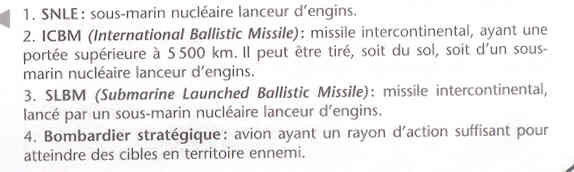 1. SNLE : sous-marin nucléaire lanceur d'engins.
2. ICBM (International Ballistic Missile) : missile intercontinental, ayant une
portée supérieure à 5 500 km. Il peut être tiré, soit du sol, soit d'un sous-
marin nucléaire lanceur d'engins.
3. SLBM (Submarine Launched Ballistic Missile) : missile intercontinental,
lancé par un sous-marin nucléaire lanceur d'engins.
4. Bombardier stratégique : avion ayant un rayon d'action suffisant pour
atteindre des cibles en territoire ennemi.